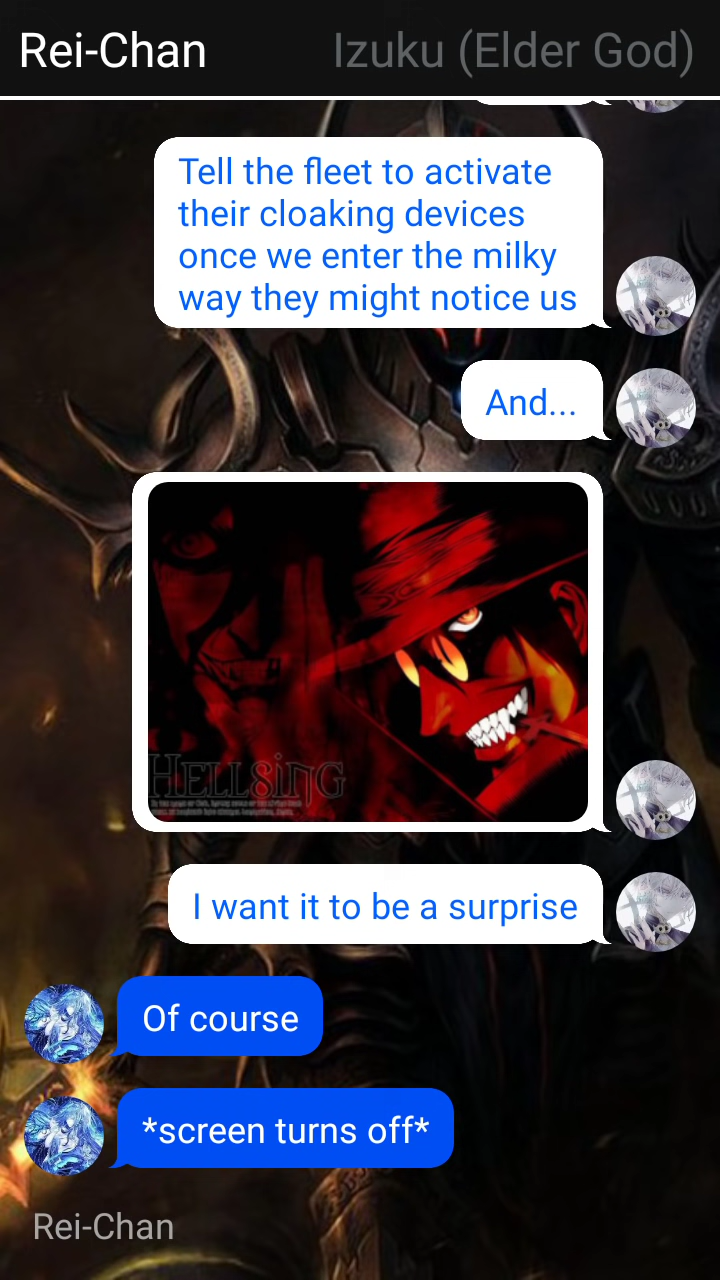 Rei-Chan
Izuku (Elder God)
Tell the fleet to activate
their cloaking devices
once we enter the milky
way they might notice us
And...
HELLSING
I want it to be a surprise
Of course
*screen turns off*
Rei-Chan